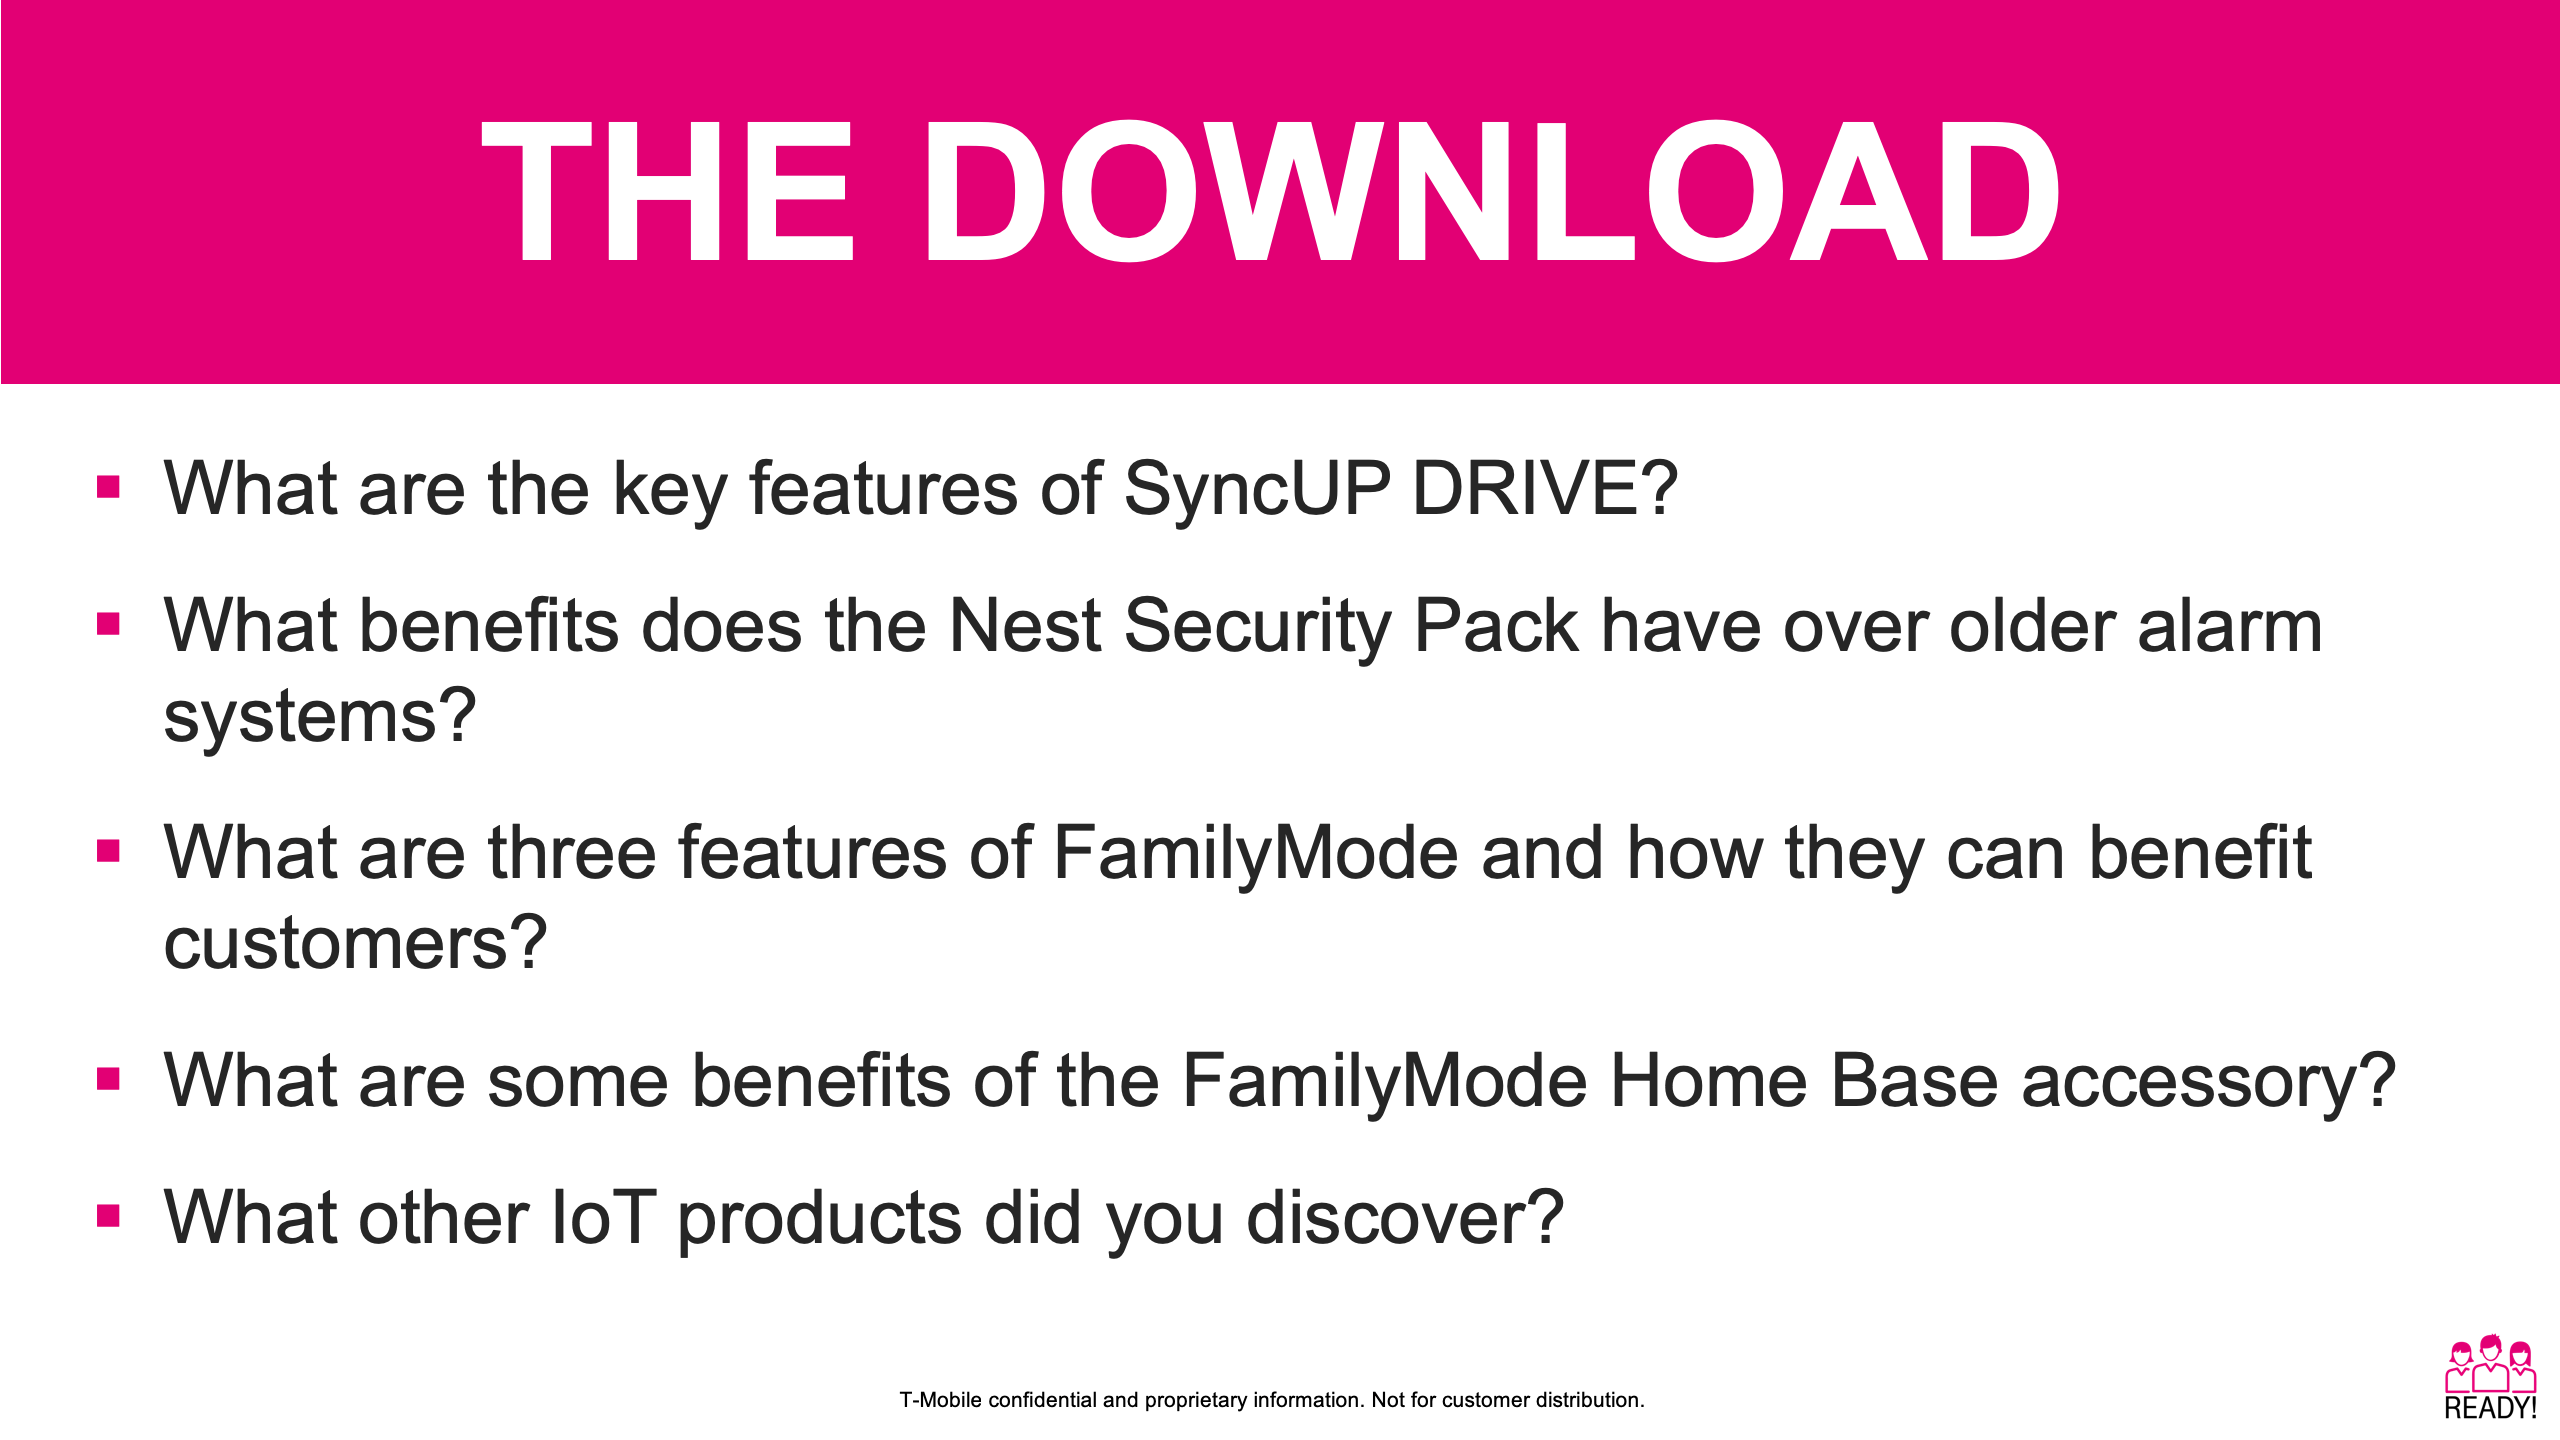 THE DOWNLOAD
▪ What are the key features of SyncUP DRIVE?
▪ What benefits does the Nest Security Pack have over older alarm
systems?
▪ What are three features of FamilyMode and how they can benefit
customers?
▪ What are some benefits of the FamilyMode Home Base accessory?
▪ What other IoT products did you discover?
T-Mobile confidential and proprietary information. Not for customer distribution.
READY!